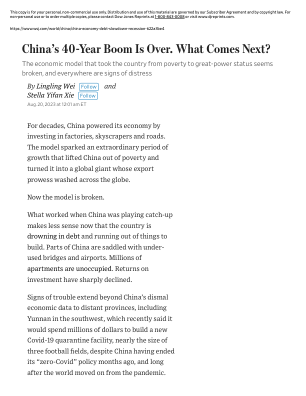 This copy is for your personal, non-commercial use only. Distribution and use of this material are governed by our Subscriber Agreement and by copyright law. For
non-personal use or to order multiple copies, please contact Dow Jones Reprints at 1-800-843-0008 or visit www.djreprints.com.
China's 40-Year Boom Is Over. What Comes Next?
The economic model that took the country from poverty to great-power status seems
broken, and everywhere are signs of distress
By Lingling Wei Follow and
Stella Yifan Xie Follow
Aug. 20, 2023 at 12:01 am ET
For decades, China powered its economy by
investing in factories, skyscrapers and roads.
The model sparked an extraordinary period of
growth that lifted China out of poverty and
turned it into a global giant whose export
prowess washed across the globe.
Now the model is broken.
What worked when China was playing catch-up
makes less sense now that the country is
drowning in debt and running out of things to
build. Parts of China are saddled with under-
used bridges and airports. Millions of
apartments are unoccupied. Returns on
investment have sharply declined.
Signs of trouble extend beyond China's dismal
economic data to distant provinces, including
Yunnan in the southwest, which recently said it
would spend millions of dollars to build a new
Covid-19 quarantine facility, nearly the size of
three football fields, despite China having ended
its "zero-Covid" policy months ago, and long
after the world moved on from the pandemic.